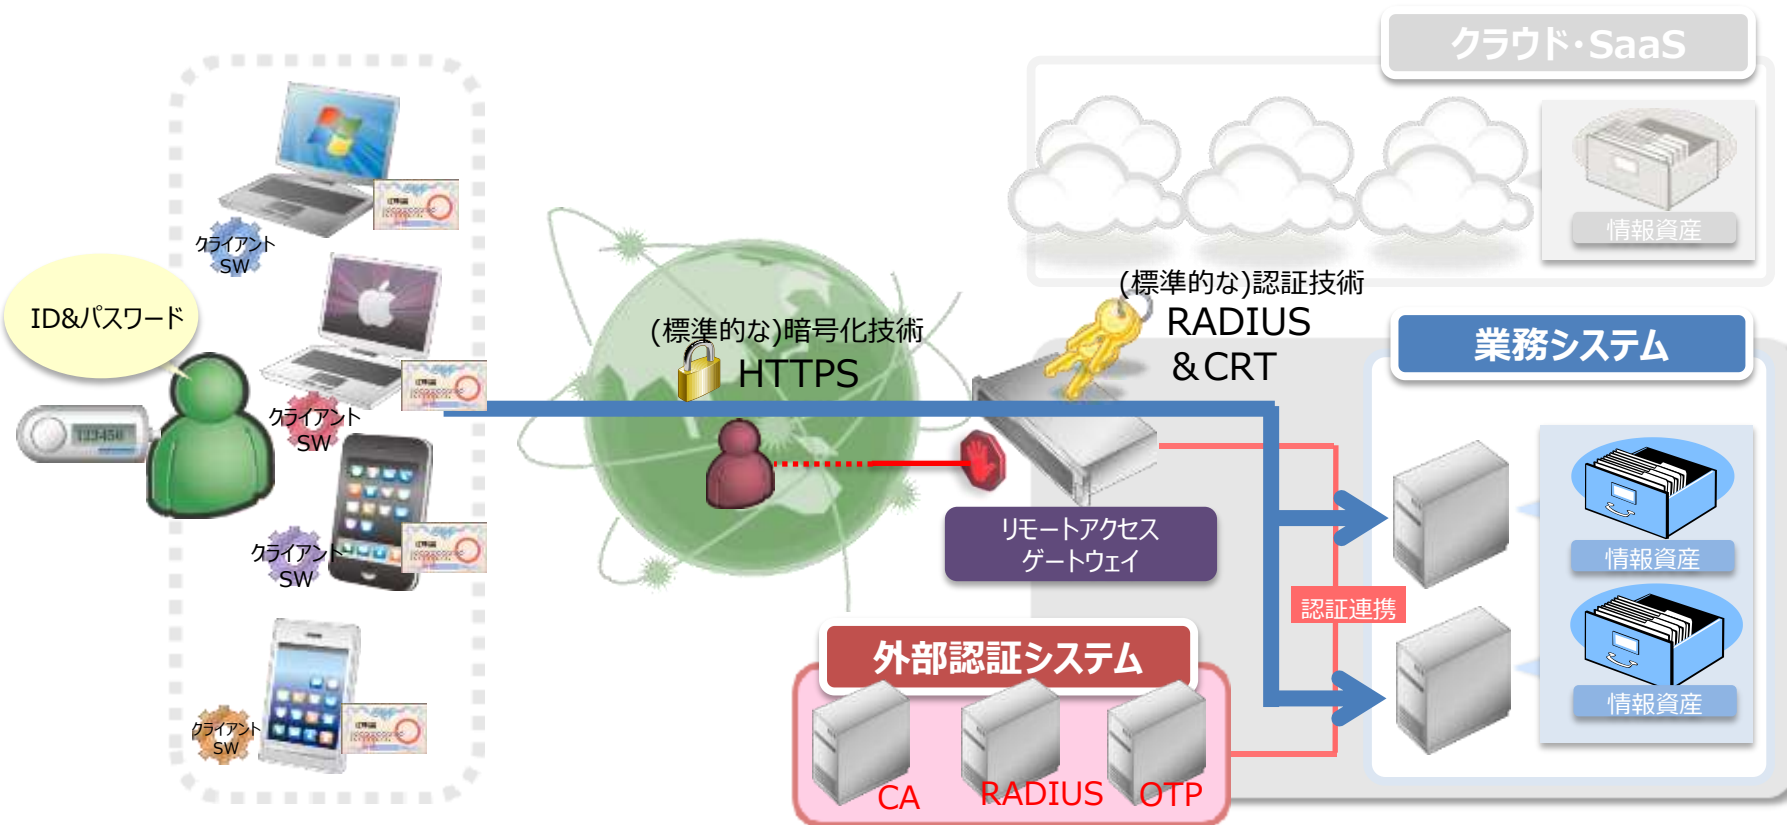 クラウド・SaaS
情報資産
クライアント
SW
ID&パスワード
123456
クライアント
SW
クライアント
SW
クライアント
SW
(標準的な)暗号化技術
HTTPS
(標準的な)認証技術
RADIUS
&CRT
リモートアクセス
ゲートウェイ
業務システム
情報資産
情報資産
認証連携
外部認証システム
CA
RADIUS
OTP